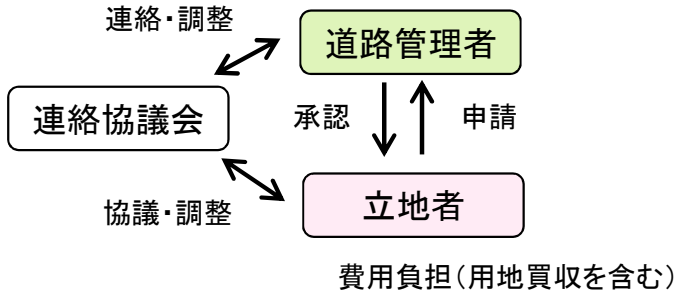 連絡・調整
道路管理者
連絡協議会
承認
申請
協議・調整
立地者
費用負担(用地買収を含む)